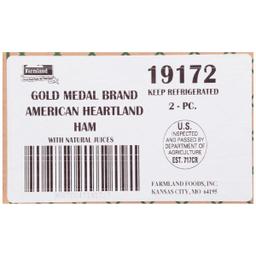 Farmland
19172
KEEP REFRIGERATED
2 - PC.
GOLD MEDAL BRAND
AMERICAN HEARTLAND
HAM
WITH NATURAL JUICES
U.S.
INSPECTED
AND PASSED BY
DEPARTMENT OF
AGRICULTURE
EST. 717CR
FARMLAND FOODS, INC.
KANSAS CITY, MO 64195